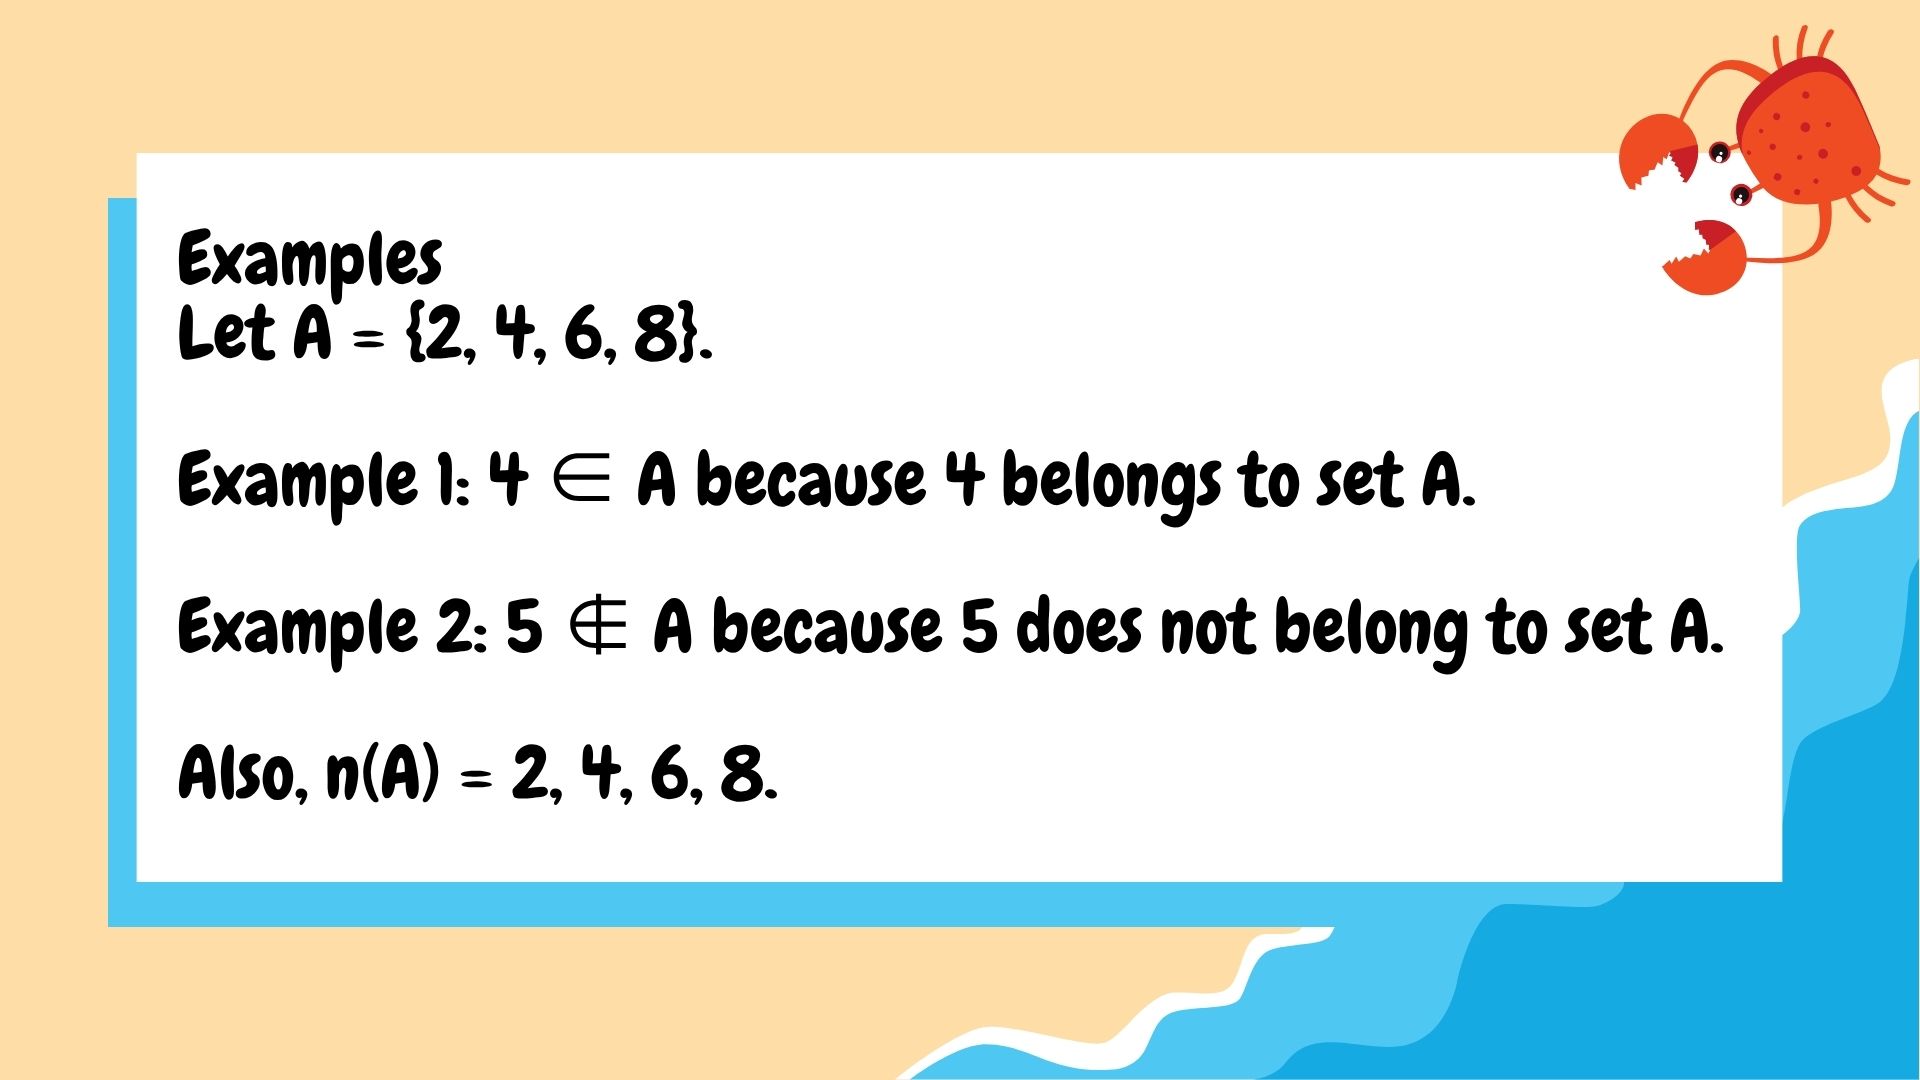 Examples
Let A = {2, 4, 6, 8}.
Example 1: 4 ∈ A because 4 belongs to set A.
Example 2: 5 ∉ A because 5 does not belong to set A.
Also, n(A) = 2, 4, 6, 8.